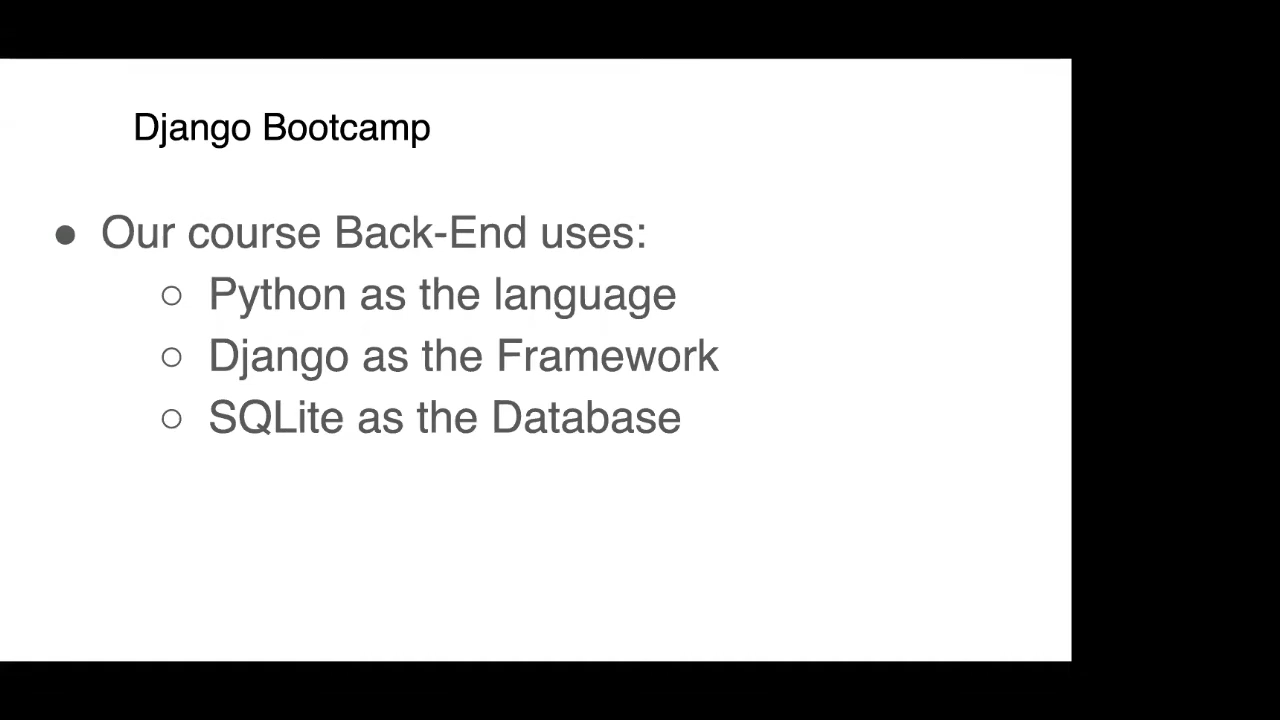 Django Bootcamp
● Our course Back-End uses:
○ Python as the language
○ Django as the Framework
○ SQLite as the Database